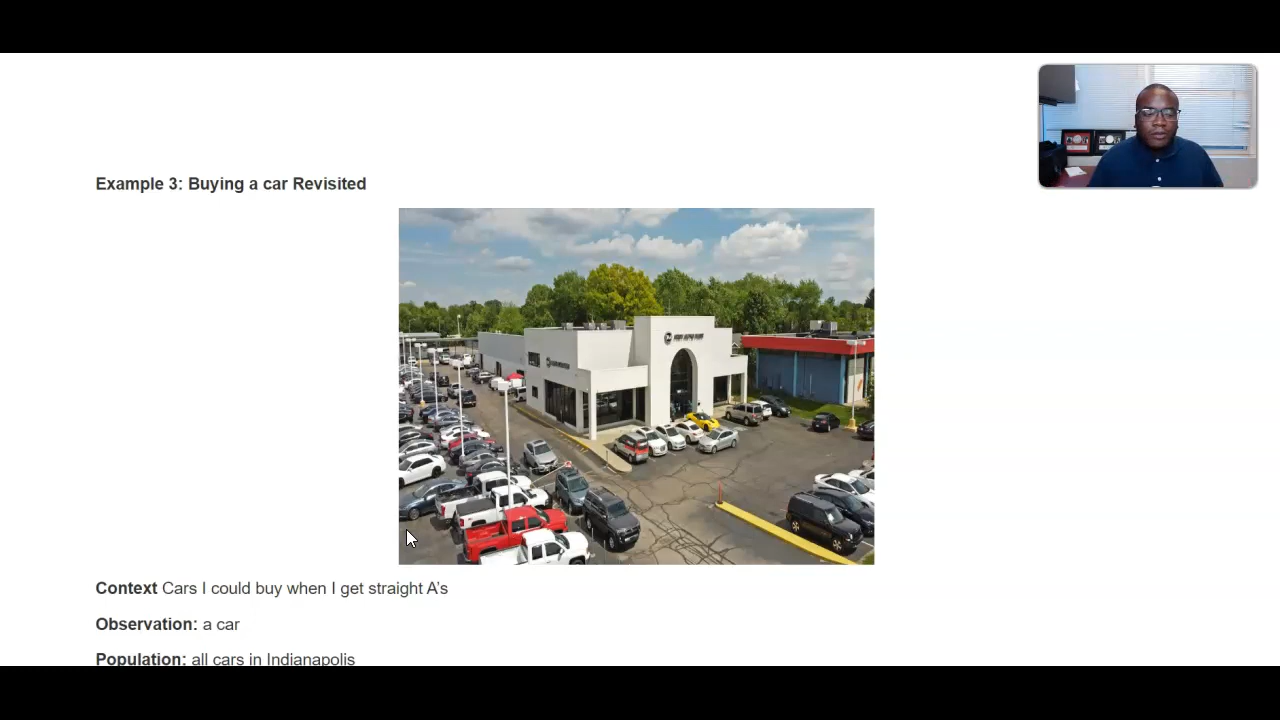 Example 3: Buying a car Revisited
Context Cars I could buy when I get straight A's
Observation: a car
Population: all cars in Indianapolis